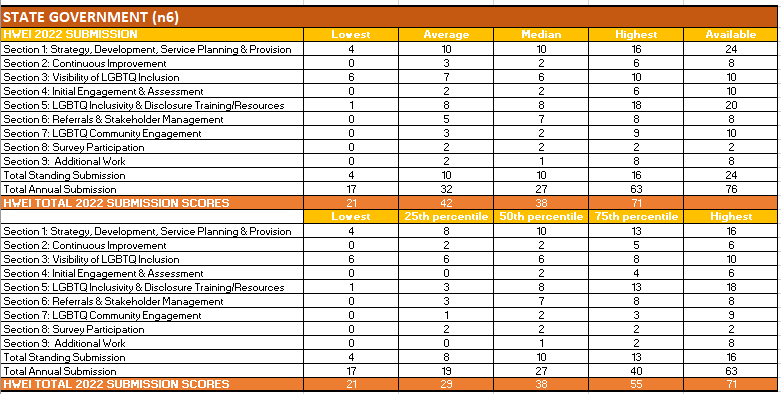 STATE GOVERNMENT (n6)
HWEI 2022 SUBMISSION Lowest Average Median Highest Available
Section 1: Strategy, Development, Service Planning & Provision 4 10 10 16 24
Section 2: Continuous Improvement 0 3 2 6 8
Section 3: Visibility of LGBTQ Inclusion 6 7 6 10 10
Section 4: Initial Engagement & Assessment 0 2 2 6 10
Section 5: LGBTQ Inclusivity & Disclosure Training/Resources 1 8 8 18 20
Section 6: Referrals & Stakeholder Management 0 5 7 8 8
Section 7: LGBTQ Community Engagement 0 3 2 9 10
Section 8: Survey Participation 0 2 2 2 2
Section 9: Additional Work 0 2 1 8 8
Total Standing Submission 4 10 10 16 24
Total Annual Submission 17 32 27 63 76
HWEI TOTAL 2022 SUBMISSION SCORES 21 42 38 71
Lowest 25th percentile 50th percentile 75th percentile Highest
Section 1: Strategy, Development, Service Planning & Provision 4 8 10 13 16
Section 2: Continuous Improvement 0 2 2 5 6
Section 3: Visibility of LGBTQ Inclusion 6 6 6 8 10
Section 4: Initial Engagement & Assessment 0 0 2 4 6
Section 5: LGBTQ Inclusivity & Disclosure Training/Resources 1 3 8 13 18
Section 6: Referrals & Stakeholder Management 0 3 7 8 8
Section 7: LGBTQ Community Engagement 0 1 2 3 9
Section 8: Survey Participation 0 2 2 2 2
Section 9: Additional Work 0 0 1 2 8
Total Standing Submission 4 8 10 13 16
Total Annual Submission 17 19 27 40 63
HWEI TOTAL 2022 SUBMISSION SCORES 21 29 38 55 71